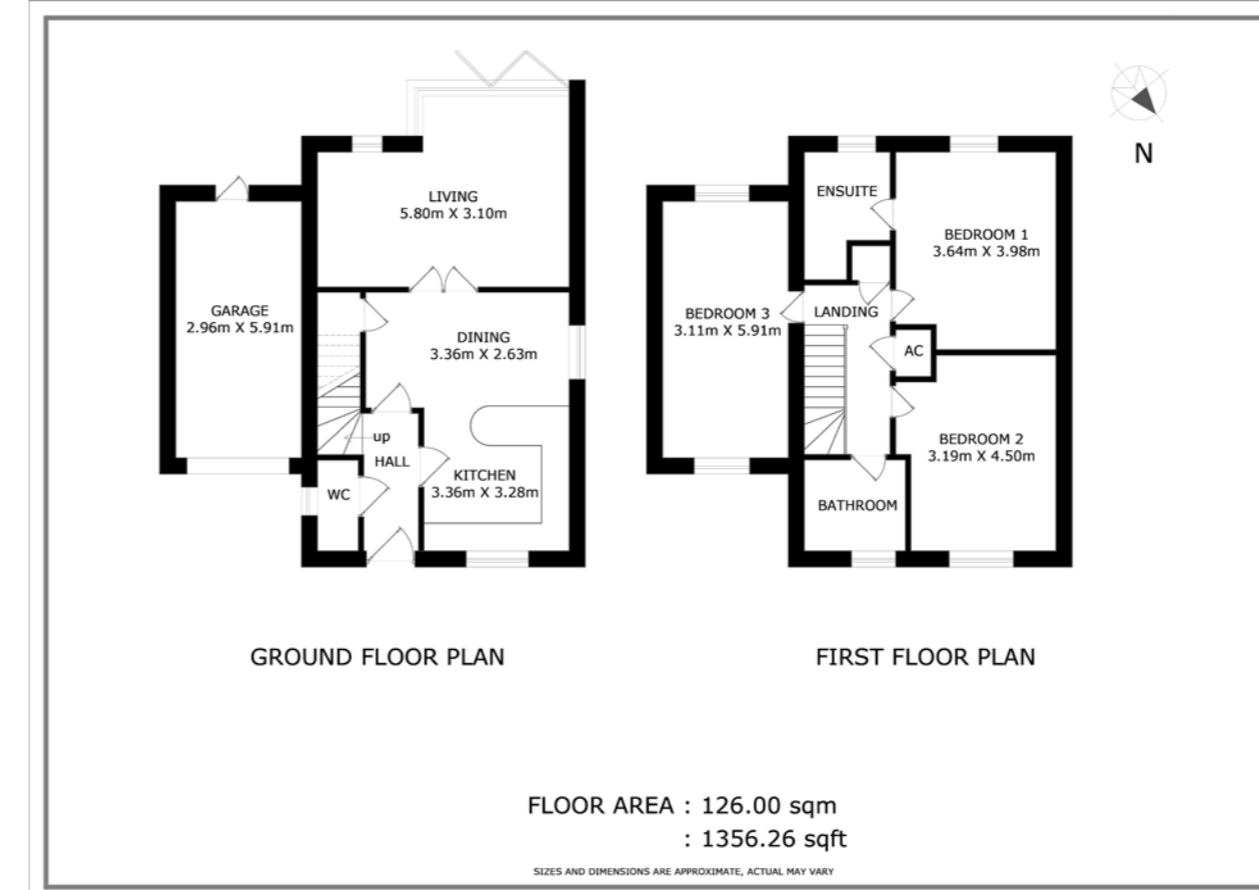 N
LIVING
5.80m X 3.10m
GARAGE
2.96m X 5.91m
DINING
3.36m X 2.63m
up
HALL
KITCHEN
3.36m X 3.28m
WC
ENSUITE
BEDROOM 1
3.64m X 3.98m
BEDROOM 3
3.11m X 5.91m
LANDING
AC
BEDROOM 2
3.19m X 4.50m
BATHROOM
GROUND FLOOR PLAN
FIRST FLOOR PLAN
FLOOR AREA : 126.00 sqm
: 1356.26 sqft
SIZES AND DIMENSIONS ARE APPROXIMATE, ACTUAL MAY VARY